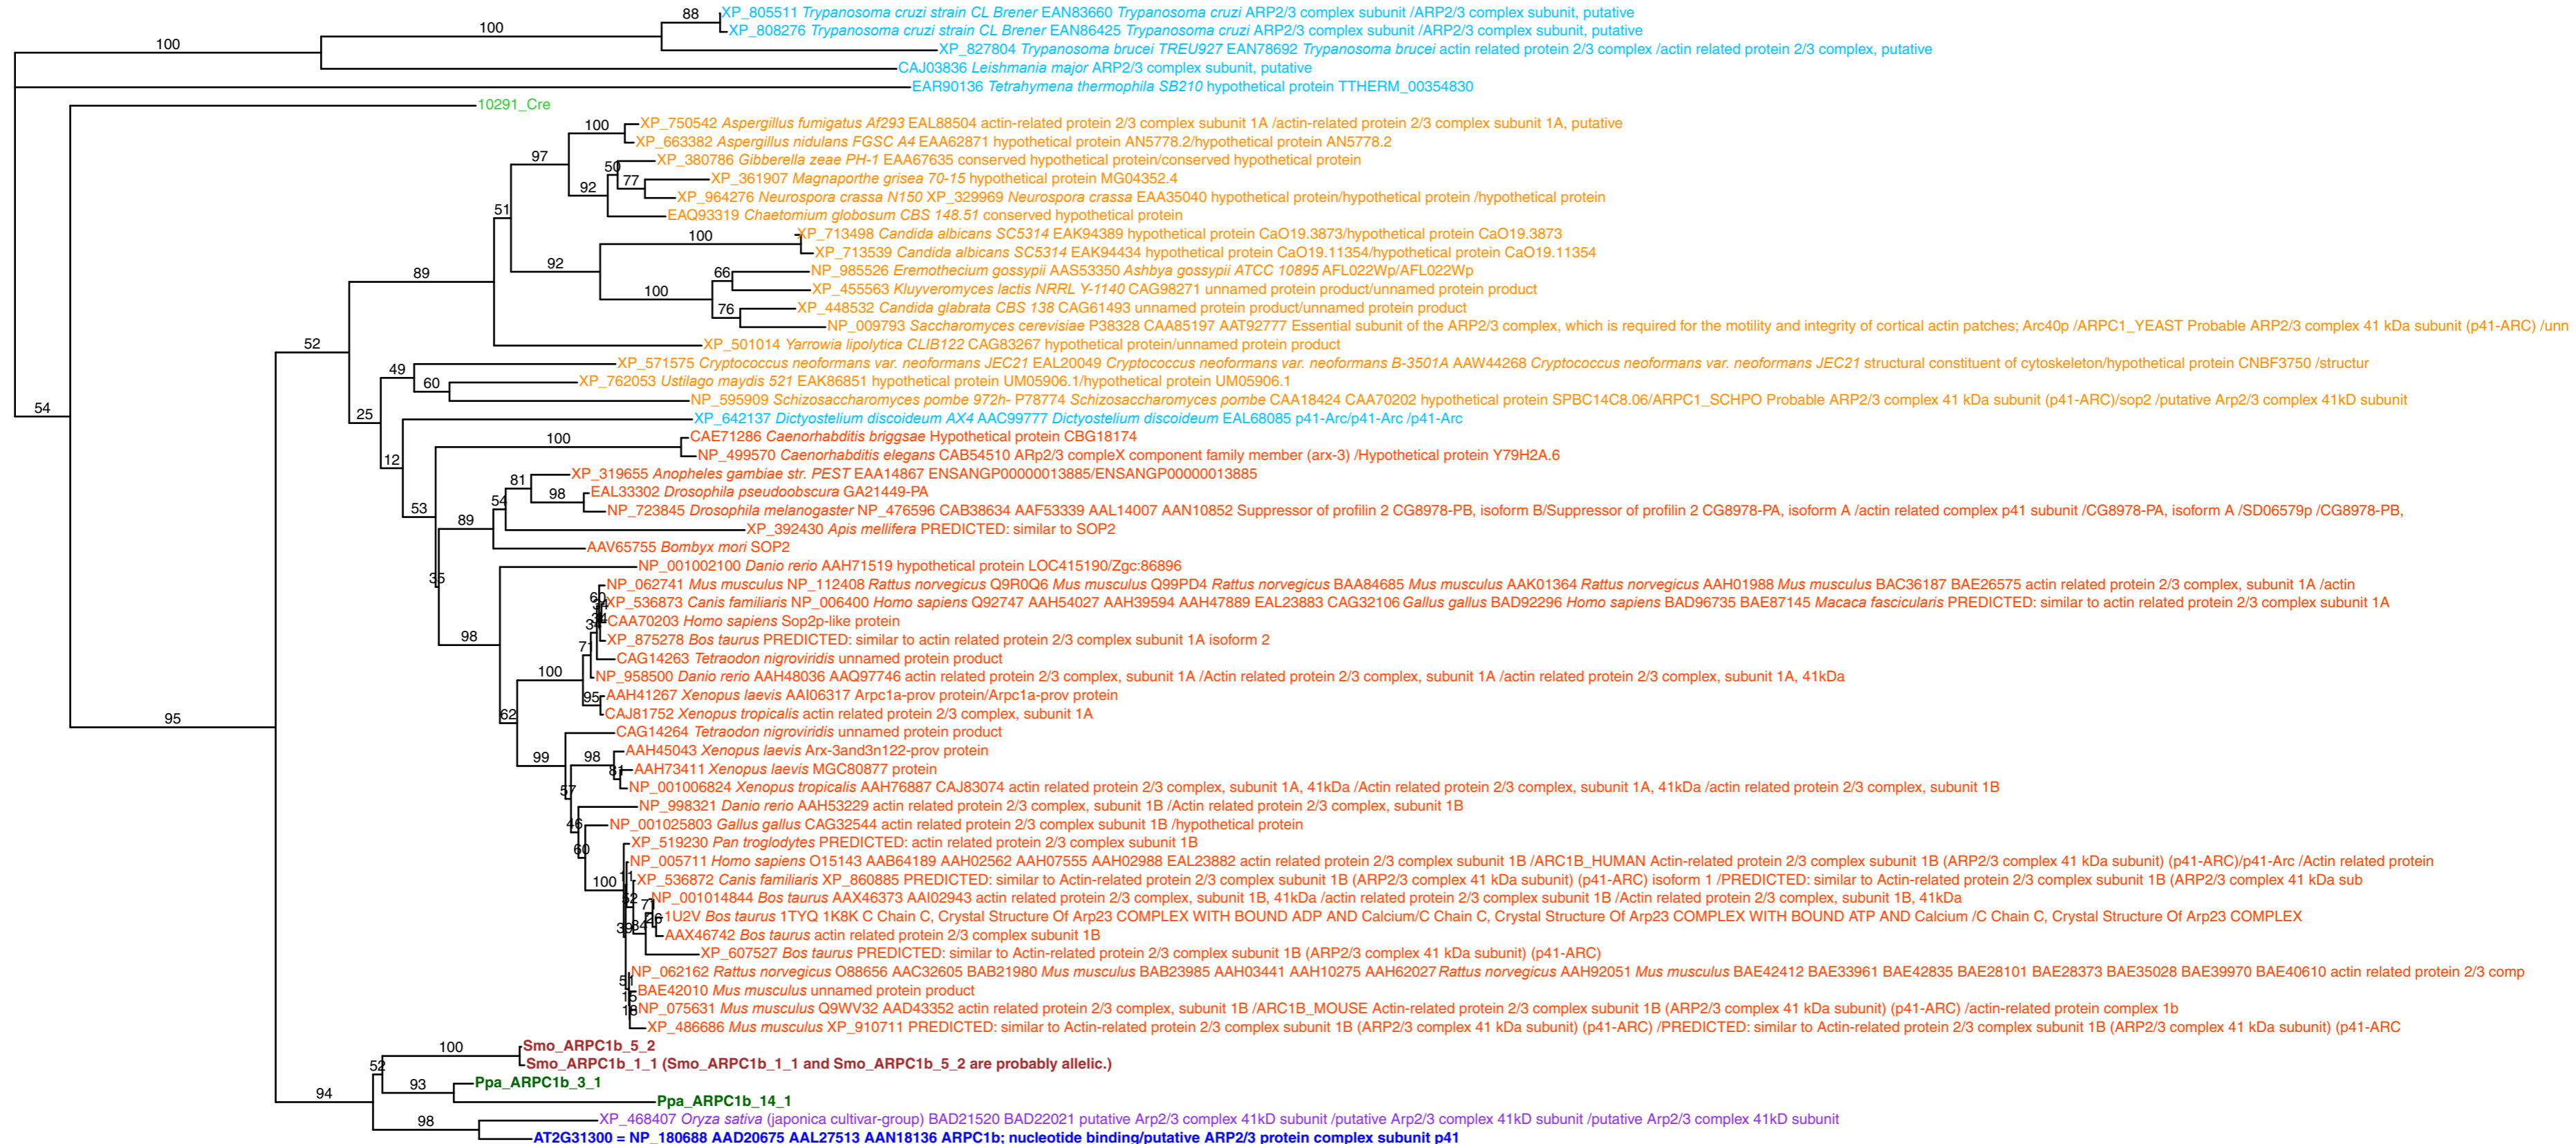 88
XP_805511 Trypanosoma cruzi strain CL Brener EAN83660 Trypanosoma cruzi ARP2/3 complex subunit /ARP2/3 complex subunit, putative
100
XP_808276 Trypanosoma cruzi strain CL Brener EAN86425 Trypanosoma cruzi ARP2/3 complex subunit /ARP2/3 complex subunit, putative
100
XP_827804 Trypanosoma brucei TREU927 EAN78692 Trypanosoma brucei actin related protein 2/3 complex /actin related protein 2/3 complex, putative
CAJ03836 Leishmania major ARP2/3 complex subunit, putative
EAR90136 Tetrahymena thermophila SB210 hypothetical protein TTHERM_00354830
10291_Cre
100
XP_750542 Aspergillus fumigatus Af293 EAL88504 actin-related protein 2/3 complex subunit 1A /actin-related protein 2/3 complex subunit 1A, putative
XP_663382 Aspergillus nidulans FGSC A4 EAA62871 hypothetical protein AN5778.2/hypothetical protein AN5778.2
97
50
XP_380786 Gibberella zeae PH-1 EAA67635 conserved hypothetical protein/conserved hypothetical protein
92
77
XP_361907 Magnaporthe grisea 70-15 hypothetical protein MG04352.4
XP_964276 Neurospora crassa N150 XP_329969 Neurospora crassa EAA35040 hypothetical protein/hypothetical protein /hypothetical protein
51
EAQ93319 Chaetomium globosum CBS 148.51 conserved hypothetical protein
100
XP_713498 Candida albicans SC5314 EAK94389 hypothetical protein CaO19.3873/hypothetical protein CaO19.3873
XP_713539 Candida albicans SC5314 EAK94434 hypothetical protein CaO19.11354/hypothetical protein CaO19.11354
89
92
66
NP_985526 Eremothecium gossypii AAS53350 Ashbya gossypii ATCC 10895 AFL022Wp/AFL022Wp
100
XP_455563 Kluyveromyces lactis NRRL Y-1140 CAG98271 unnamed protein product/unnamed protein product
76
XP_448532 Candida glabrata CBS 138 CAG61493 unnamed protein product/unnamed protein product
NP_009793 Saccharomyces cerevisiae P38328 CAA85197 AAT92777 Essential subunit of the ARP2/3 complex, which is required for the motility and integrity of cortical actin patches; Arc40p /ARPC1_YEAST Probable ARP2/3 complex 41 kDa subunit (p41-ARC) /unn
52
XP_501014 Yarrowia lipolytica CLIB122 CAG83267 hypothetical protein/unnamed protein product
49
XP_571575 Cryptococcus neoformans var. neoformans JEC21 EAL20049 Cryptococcus neoformans var. neoformans B-3501A AAW44268 Cryptococcus neoformans var. neoformans JEC21 structural constituent of cytoskeleton/hypothetical protein CNBF3750 /structur
60
XP_762053 Ustilago maydis 521 EAK86851 hypothetical protein UM05906.1/hypothetical protein UM05906.1
NP_595909 Schizosaccharomyces pombe 972h- P78774 Schizosaccharomyces pombe CAA18424 CAA70202 hypothetical protein SPBC14C8.06/ARPC1_SCHPO Probable ARP2/3 complex 41 kDa subunit (p41-ARC)/sop2 /putative Arp2/3 complex 41kD subunit
54
25
XP_642137 Dictyostelium discoideum AX4 AAC99777 Dictyostelium discoideum EAL68085 p41-Arc/p41-Arc /p41-Arc
100
CAE71286 Caenorhabditis briggsae Hypothetical protein CBG18174
12
NP_499570 Caenorhabditis elegans CAB54510 ARp2/3 compleX component family member (arx-3) /Hypothetical protein Y79H2A.6
81
XP_319655 Anopheles gambiae str. PEST EAA14867 ENSANGP00000013885/ENSANGP00000013885
98
EAL33302 Drosophila pseudoobscura GA21449-PA
53
54
NP_723845 Drosophila melanogaster NP_476596 CAB38634 AAF53339 AAL14007 AAN10852 Suppressor of profilin 2 CG8978-PB, isoform B/Suppressor of profilin 2 CG8978-PA, isoform A /actin related complex p41 subunit /CG8978-PA, isoform A /SD06579p /CG8978-PB,
89
XP_392430 Apis mellifera PREDICTED: similar to SOP2
AAV65755 Bombyx mori SOP2
NP_001002100 Danio rerio AAH71519 hypothetical protein LOC415190/Zgc:86896
35
NP_062741 Mus musculus NP_112408 Rattus norvegicus Q9R0Q6 Mus musculus Q99PD4 Rattus norvegicus BAA84685 Mus musculus AAK01364 Rattus norvegicus AAH01988 Mus musculus BAC36187 BAE26575 actin related protein 2/3 complex, subunit 1A /actin
XP_536873 Canis familiaris NP_006400 Homo sapiens Q92747 AAH54027 AAH39594 AAH47889 EAL23883 CAG32106 Gallus gallus BAD92296 Homo sapiens BAD96735 BAE87145 Macaca fascicularis PREDICTED: similar to actin related protein 2/3 complex subunit 1A
CAA70203 Homo sapiens Sop2p-like protein
98
XP_875278 Bos taurus PREDICTED: similar to actin related protein 2/3 complex subunit 1A isoform 2
CAG14263 Tetraodon nigroviridis unnamed protein product
100
NP_958500 Danio rerio AAH48036 AAQ97746 actin related protein 2/3 complex, subunit 1A /Actin related protein 2/3 complex, subunit 1A /actin related protein 2/3 complex, subunit 1A, 41kDa
95
AAH41267 Xenopus laevis AAI06317 Arpc1a-prov protein/Arpc1a-prov protein
62
CAJ81752 Xenopus tropicalis actin related protein 2/3 complex, subunit 1A
95
CAG14264 Tetraodon nigroviridis unnamed protein product
99
98
AAH45043 Xenopus laevis Arx-3and3n122-prov protein
81
AAH73411 Xenopus laevis MGC80877 protein
57
NP_001006824 Xenopus tropicalis AAH76887 CAJ83074 actin related protein 2/3 complex, subunit 1A, 41kDa /Actin related protein 2/3 complex, subunit 1A, 41kDa /actin related protein 2/3 complex, subunit 1B
NP_998321 Danio rerio AAH53229 actin related protein 2/3 complex, subunit 1B /Actin related protein 2/3 complex, subunit 1B
46
NP_001025803 Gallus gallus CAG32544 actin related protein 2/3 complex subunit 1B /hypothetical protein
60
XP_519230 Pan troglodytes PREDICTED: actin related protein 2/3 complex subunit 1B
NP_005711 Homo sapiens O15143 AAB64189 AAH02562 AAH07555 AAH02988 EAL23882 actin related protein 2/3 complex subunit 1B /ARC1B_HUMAN Actin-related protein 2/3 complex subunit 1B (ARP2/3 complex 41 kDa subunit) (p41-ARC)/p41-Arc /Actin related protein
100
XP_536872 Canis familiaris XP_860885 PREDICTED: similar to Actin-related protein 2/3 complex subunit 1B (ARP2/3 complex 41 kDa subunit) (p41-ARC) isoform 1 /PREDICTED: similar to Actin-related protein 2/3 complex subunit 1B (ARP2/3 complex 41 kDa sub
NP_001014844 Bos taurus AAX46373 AAI02943 actin related protein 2/3 complex, subunit 1B, 41kDa /actin related protein 2/3 complex subunit 1B /Actin related protein 2/3 complex, subunit 1B, 41kDa
1U2V Bos taurus 1TYQ 1K8K C Chain C, Crystal Structure Of Arp23 COMPLEX WITH BOUND ADP AND Calcium/C Chain C, Crystal Structure Of Arp23 COMPLEX WITH BOUND ATP AND Calcium /C Chain C, Crystal Structure Of Arp23 COMPLEX
AAX46742 Bos taurus actin related protein 2/3 complex subunit 1B
XP_607527 Bos taurus PREDICTED: similar to Actin-related protein 2/3 complex subunit 1B (ARP2/3 complex 41 kDa subunit) (p41-ARC)
NP_062162 Rattus norvegicus O88656 AAC32605 BAB21980 Mus musculus BAB23985 AAH03441 AAH10275 AAH62027 Rattus norvegicus AAH92051 Mus musculus BAE42412 BAE33961 BAE42835 BAE28101 BAE28373 BAE35028 BAE39970 BAE40610 actin related protein 2/3 comp
BAE42010 Mus musculus unnamed protein product
NP_075631 Mus musculus Q9WV32 AAD43352 actin related protein 2/3 complex, subunit 1B /ARC1B_MOUSE Actin-related protein 2/3 complex subunit 1B (ARP2/3 complex 41 kDa subunit) (p41-ARC) /actin-related protein complex 1b
XP_486686 Mus musculus XP_910711 PREDICTED: similar to Actin-related protein 2/3 complex subunit 1B (ARP2/3 complex 41 kDa subunit) (p41-ARC) /PREDICTED: similar to Actin-related protein 2/3 complex subunit 1B (ARP2/3 complex 41 kDa subunit) (p41-ARC
100
Smo_ARPC1b_5_2
52
Smo_ARPC1b_1_1 (Smo_ARPC1b_1_1 and Smo_ARPC1b_5_2 are probably allelic.)
93
Ppa_ARPC1b_3_1
94
Ppa_ARPC1b_14_1
98
XP_468407 Oryza sativa (japonica cultivar-group) BAD21520 BAD22021 putative Arp2/3 complex 41kD subunit /putative Arp2/3 complex 41kD subunit /putative Arp2/3 complex 41kD subunit
AT2G31300 = NP_180688 AAD20675 AAL27513 AAN18136 ARPC1b; nucleotide binding/putative ARP2/3 protein complex subunit p41